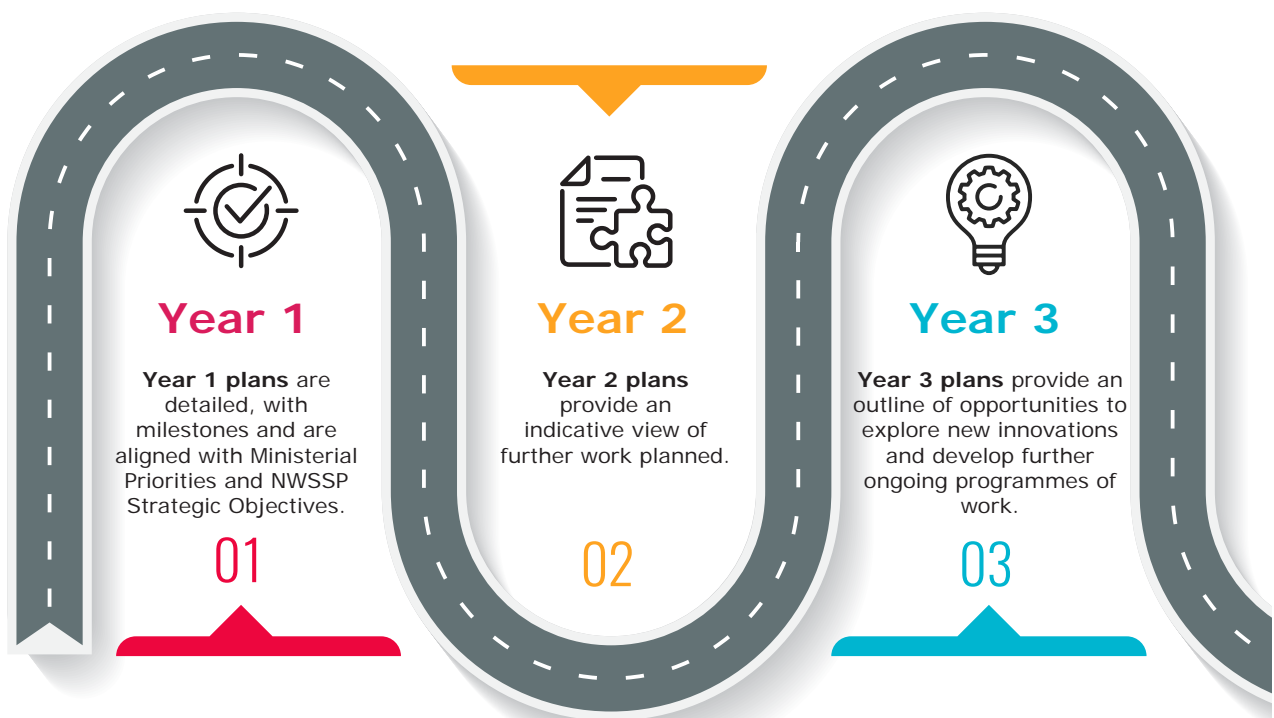 Year 1
Year 1 plans are
detailed, with
milestones and are
aligned with Ministerial
Priorities and NWSSP
Strategic Objectives.
01
Year 2
Year 2 plans
provide an
indicative view of
further work planned.
02
Year 3
Year 3 plans provide an
outline of opportunities to
explore new innovations
and develop further
ongoing programmes of
work.
03